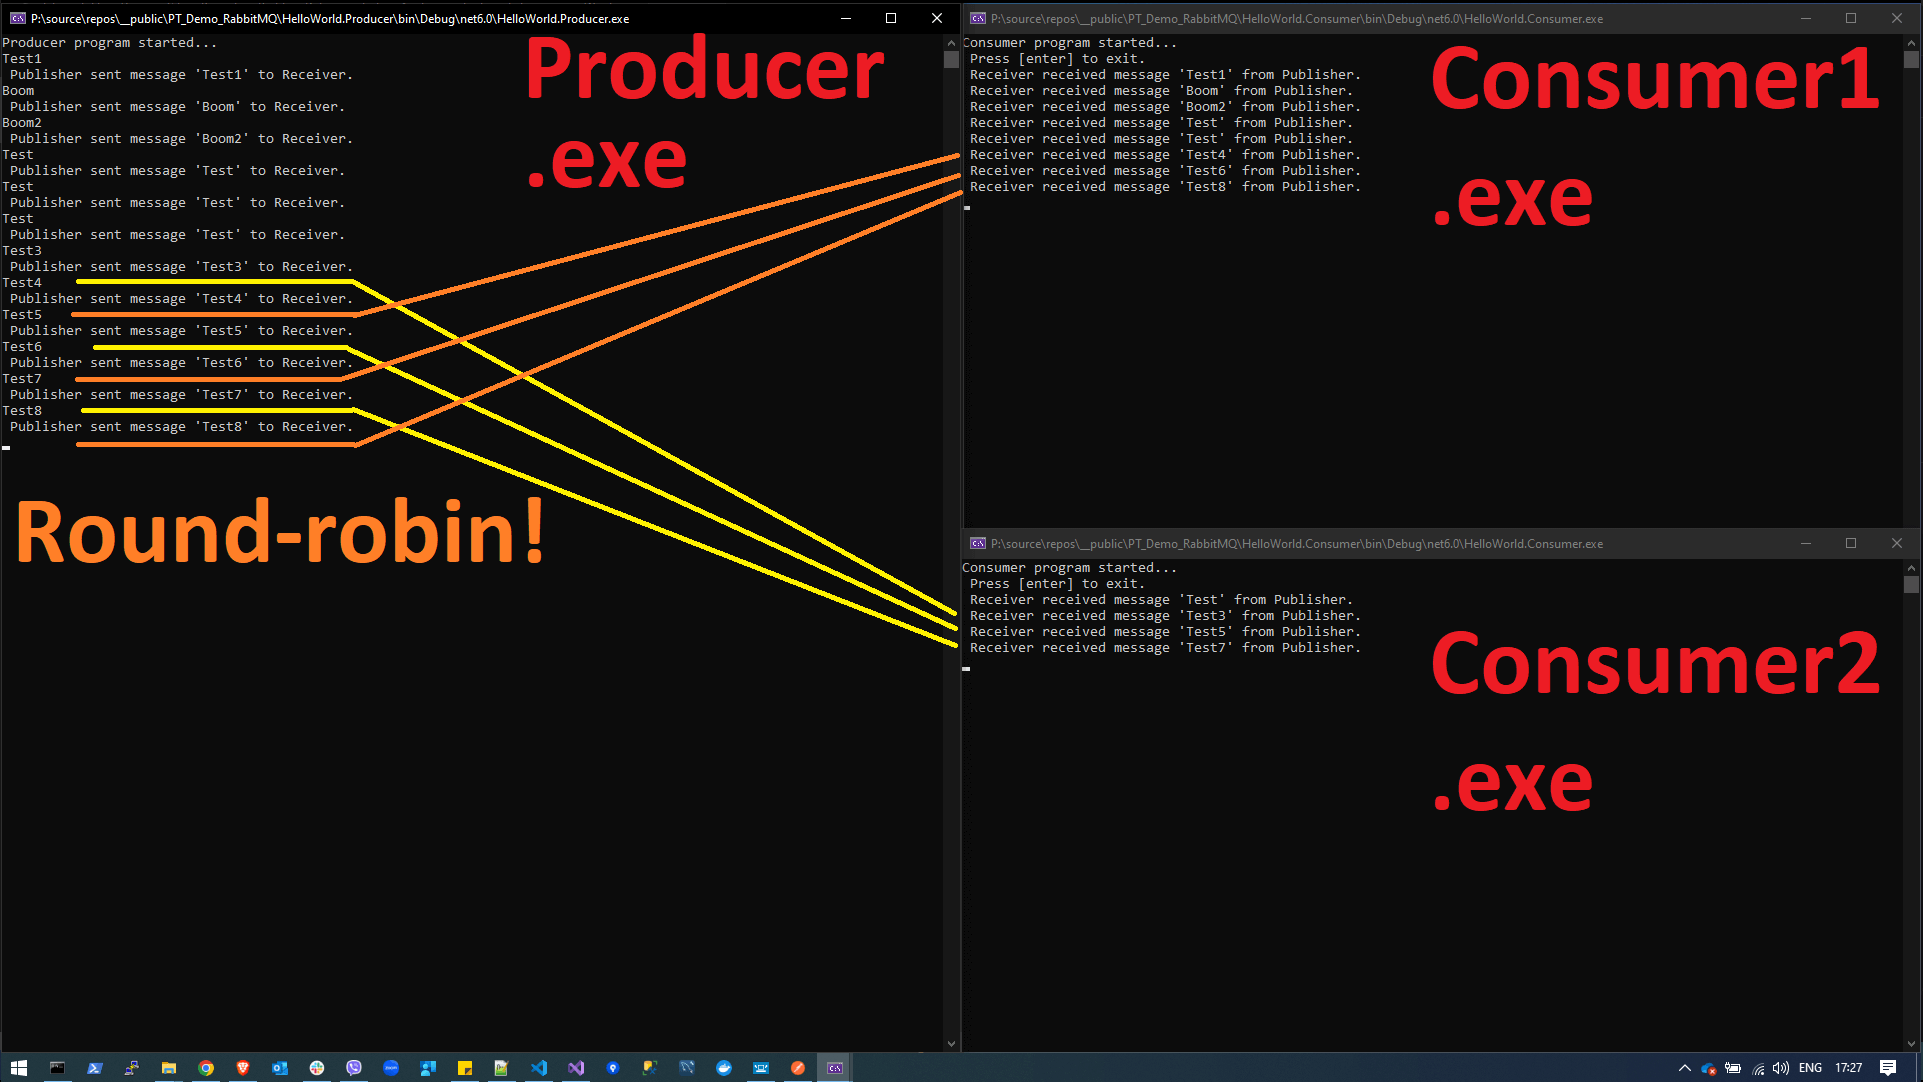 P:\source\repos\__public\PT_Demo_RabbitMQ\HelloWorld.Producer\bin\Debug\net6.0\HelloWorld.Producer.exe
Producer program started...
Test1
Publisher sent message 'Test1' to Receiver.
Boom
Publisher sent message 'Boom' to Receiver.
Boom2
Publisher sent message 'Boom2' to Receiver.
Test
Publisher sent message 'Test' to Receiver.
Test
Publisher sent message 'Test' to Receiver.
Test
Publisher sent message 'Test' to Receiver.
Test3
Publisher sent message 'Test3' to Receiver.
Test4
Publisher sent message 'Test4' to Receiver.
Test5
Publisher sent message 'Test5' to Receiver.
Test6
Publisher sent message 'Test6' to Receiver.
Test7
Publisher sent message 'Test7' to Receiver.
Test8
Publisher sent message 'Test8' to Receiver.
Producer
.exe
Round-robin!
P:\source\repos\__public\PT_Demo_RabbitMQ\HelloWorld.Consumer\bin\Debug\net6.0\HelloWorld.Consumer.exe
Consumer program started...
Press [enter] to exit.
Receiver received message 'Test1' from Publisher.
Receiver received message 'Boom' from Publisher.
Receiver received message 'Boom2' from Publisher.
Receiver received message 'Test' from Publisher.
Receiver received message 'Test' from Publisher.
Receiver received message 'Test4' from Publisher.
Receiver received message 'Test6' from Publisher.
Receiver received message 'Test8' from Publisher.
Consumer1
.exe
P:\source\repos\__public\PT_Demo_RabbitMQ\HelloWorld.Consumer\bin\Debug\net6.0\HelloWorld.Consumer.exe
Consumer program started...
Press [enter] to exit.
Receiver received message 'Test' from Publisher.
Receiver received message 'Test3' from Publisher.
Receiver received message 'Test5' from Publisher.
Receiver received message 'Test7' from Publisher.
Consumer2
.exe
ENG
17:27